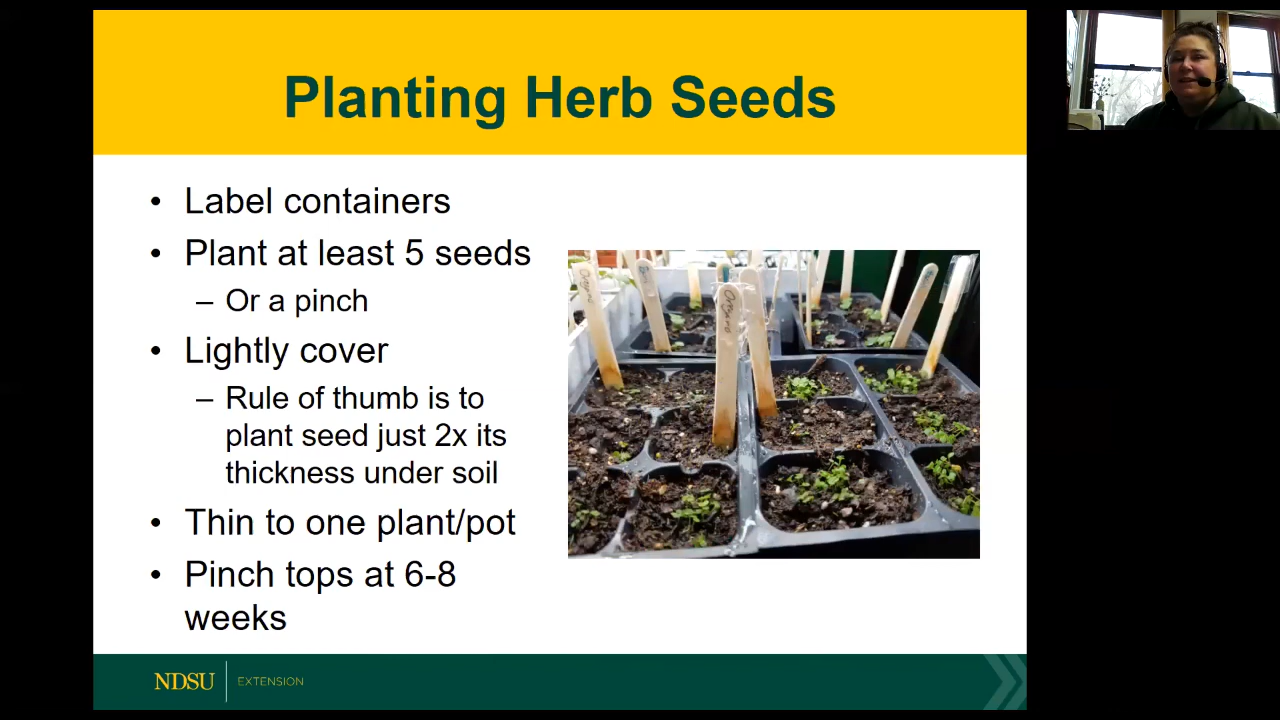 Planting Herb Seeds
• Label containers
• Plant at least 5 seeds
– Or a pinch
• Lightly cover
– Rule of thumb is to
plant seed just 2x its
thickness under soil
• Thin to one plant/pot
• Pinch tops at 6-8
weeks
Oregano
NDSU EXTENSION